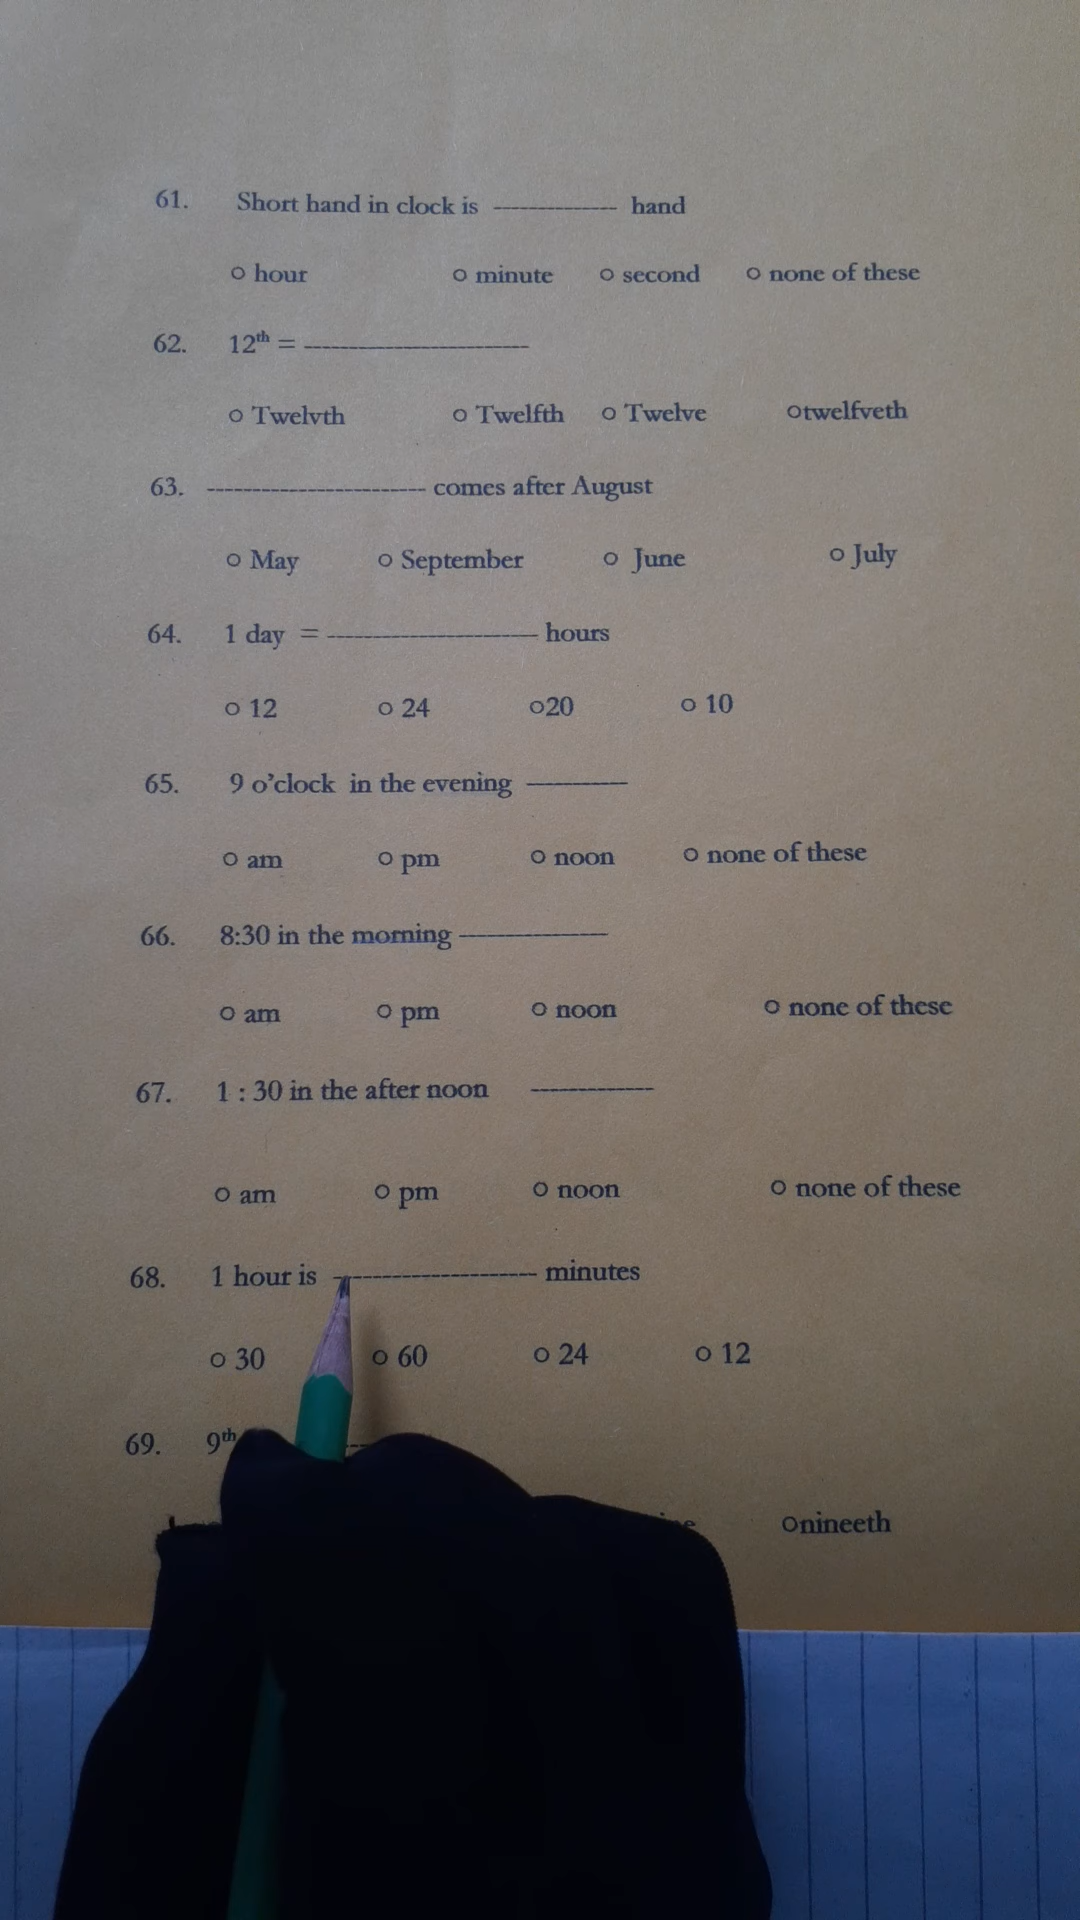 61. Short hand in clock is ------------- hand
o hour o minute o second o none of these
62. 12th = -----------------------
o Twelvth o Twelfth o Twelve otwelfveth
63. ----------------------- comes after August
o May o September o June o July
64. 1 day = ---------------------- hours
o 12 o 24 o20 o 10
65. 9 o'clock in the evening ----------
o am o pm o noon o none of these
66. 8:30 in the morning ---------------
o am o pm o noon o none of these
67. 1 : 30 in the after noon -------------
o am o pm o noon o none of these
68. 1 hour is --------------------- minutes
o 30 o 60 o 24 o 12
69. 9th
onineeth